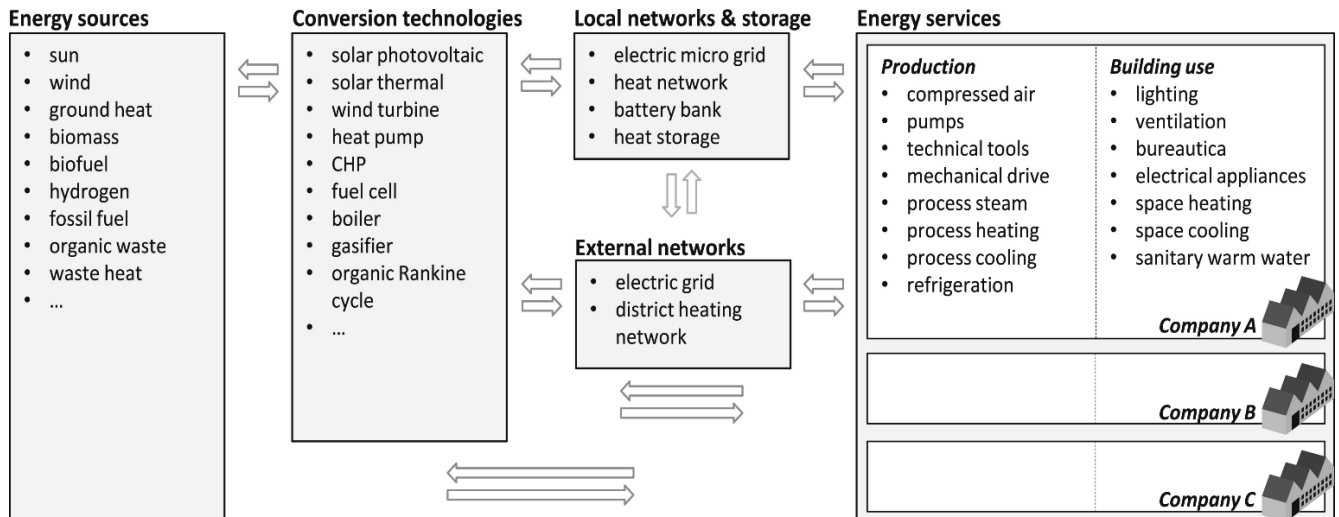 Energy sources
• sun
• wind
• ground heat
• biomass
• biofuel
• hydrogen
• fossil fuel
• organic waste
• waste heat
• ...
Conversion technologies
• solar photovoltaic
• solar thermal
• wind turbine
• heat pump
• CHP
• fuel cell
• boiler
• gasifier
• organic Rankine
cycle
• ...
Local networks & storage
• electric micro grid
• heat network
• battery bank
• heat storage
External networks
• electric grid
• district heating
network
Energy services
Production
• compressed air
• pumps
• technical tools
• mechanical drive
• process steam
• process heating
• process cooling
• refrigeration
Building use
• lighting
• ventilation
• bureautica
• electrical appliances
• space heating
• space cooling
• sanitary warm water
Company A
Company B
Company C